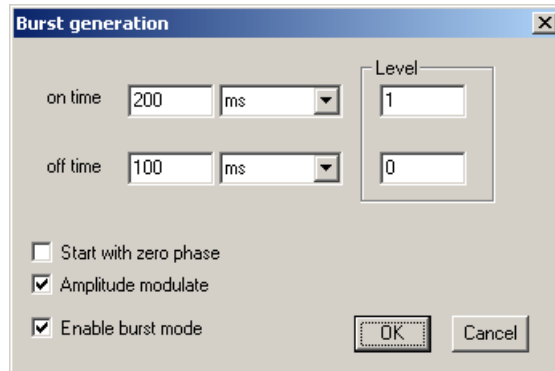 Burst generation
Level
on time 200 ms 1
off time 100 ms 0
Start with zero phase
Amplitude modulate
Enable burst mode OK Cancel